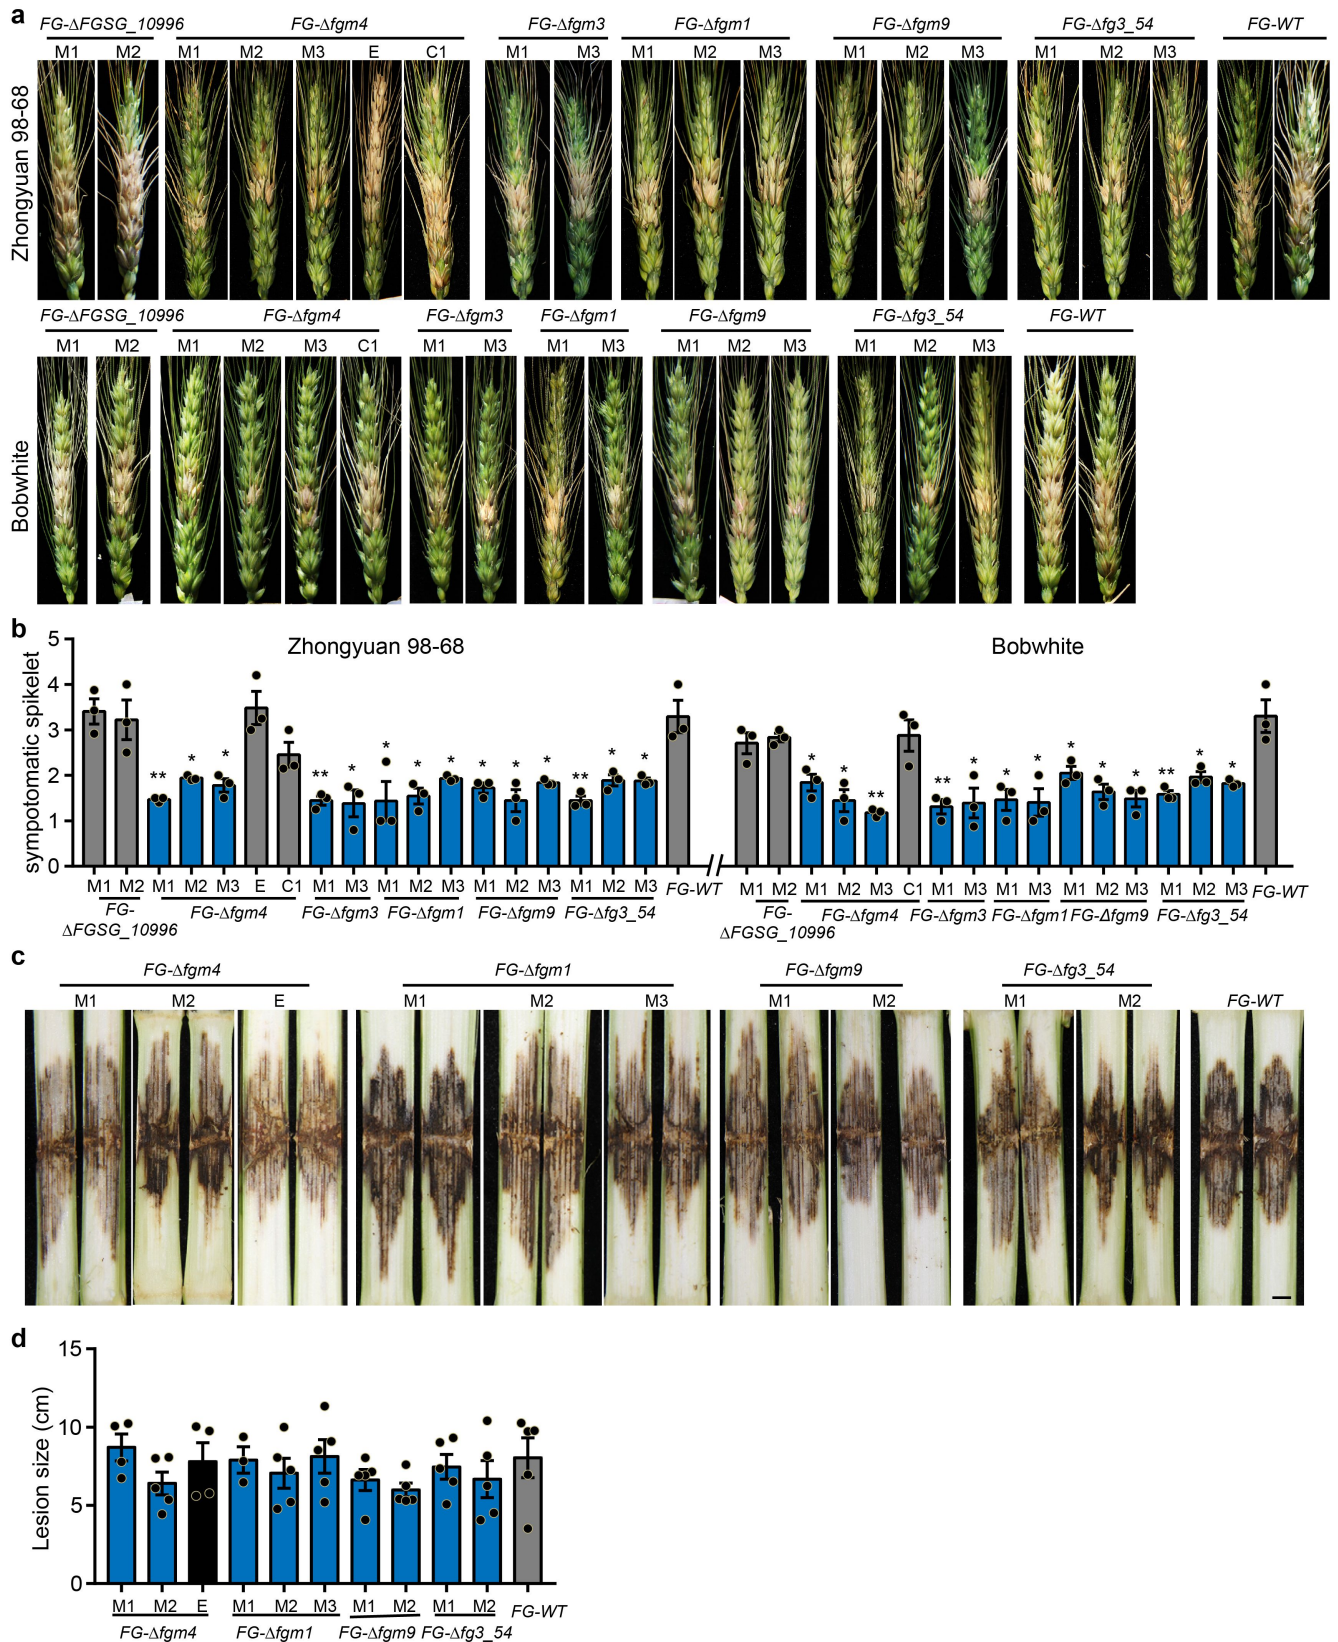 a
FG-ΔFGSG_10996 FG-Δfgm4 FG-Δfgm3 FG-Δfgm1 FG-Δfgm9 FG-Δfg3_54 FG-WT
M1 M2 M1 M2 M3 E C1 M1 M3 M1 M2 M3 M1 M2 M3 M1 M2 M3
Zhongyuan 98-68
FG-ΔFGSG_10996 FG-Δfgm4 FG-Δfgm3 FG-Δfgm1 FG-Δfgm9 FG-Δfg3_54 FG-WT
M1 M2 M1 M2 M3 C1 M1 M3 M1 M3 M1 M2 M3 M1 M2 M3
Bobwhite
b
Zhongyuan 98-68 Bobwhite
sympotomatic spikelet
5
4
3
2
1
0
** * * ** * * * * * * * ** * * * * ** ** * * * * * * ** * *
M1 M2 M1 M2 M3 E C1 M1 M3 M1 M2 M3 M1 M2 M3 M1 M2 M3 FG-WT M1 M2 M1 M2 M3 C1 M1 M3 M1 M3 M1 M2 M3 M1 M2 M3 FG-WT
FG- FG-Δfgm4 FG-Δfgm3 FG-Δfgm1 FG-Δfgm9 FG-Δfg3_54 FG- FG-Δfgm4 FG-Δfgm3 FG-Δfgm1 FG-Δfgm9 FG-Δfg3_54
ΔFGSG_10996 ΔFGSG_10996
c
FG-Δfgm4 FG-Δfgm1 FG-Δfgm9 FG-Δfg3_54
M1 M2 E M1 M2 M3 M1 M2 M1 M2 FG-WT
d
Lesion size (cm)
15
10
5
0
M1 M2 E M1 M2 M3 M1 M2 M1 M2 FG-WT
FG-Δfgm4 FG-Δfgm1 FG-Δfgm9 FG-Δfg3_54